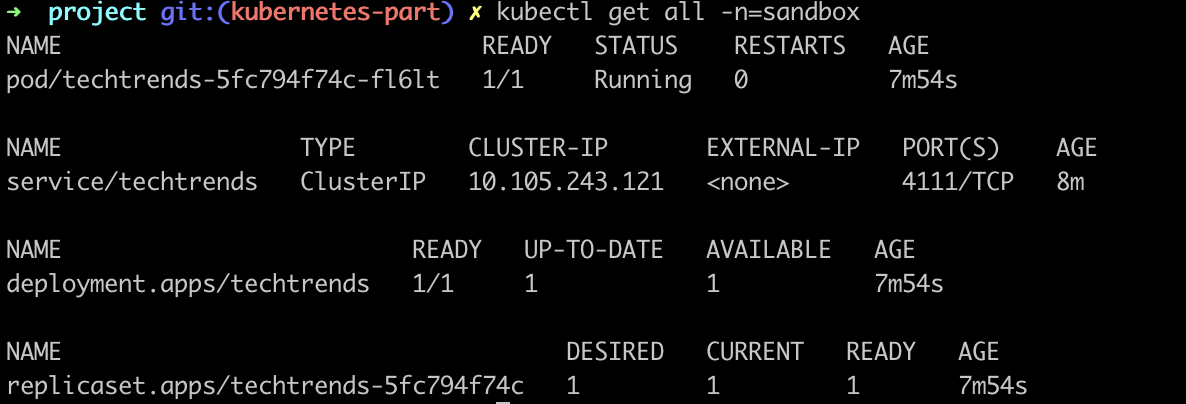 ➜  project git:(kubernetes-part) ✗ kubectl get all -n=sandbox
NAME                              READY   STATUS    RESTARTS   AGE
pod/techtrends-5fc794f74c-fl6lt   1/1     Running   0          7m54s

NAME                 TYPE        CLUSTER-IP       EXTERNAL-IP   PORT(S)    AGE
service/techtrends   ClusterIP   10.105.243.121   <none>        4111/TCP   8m

NAME                         READY   UP-TO-DATE   AVAILABLE   AGE
deployment.apps/techtrends   1/1     1            1           7m54s

NAME                                    DESIRED   CURRENT   READY   AGE
replicaset.apps/techtrends-5fc794f74c   1         1         1       7m54s